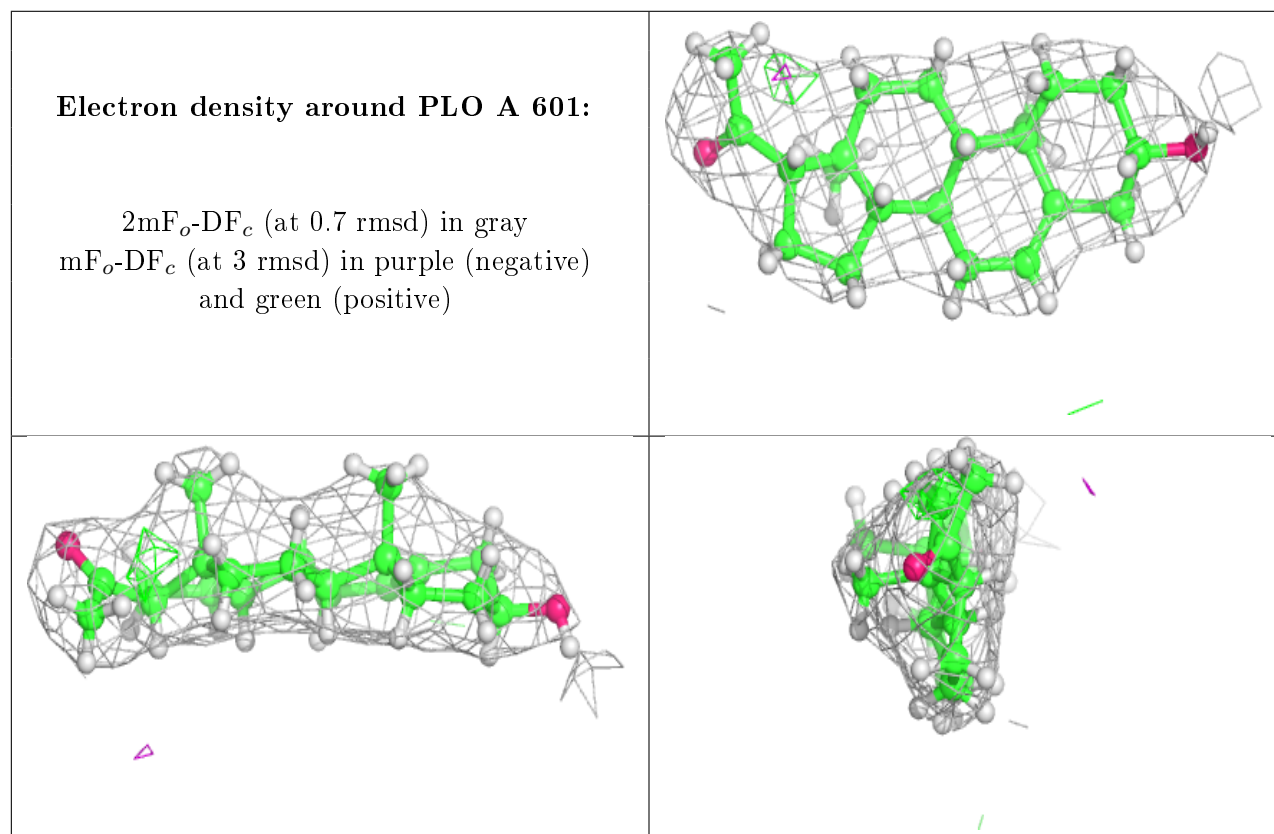 Electron density around PLO A 601:
2mFₒ-DF𝒸 (at 0.7 rmsd) in gray
mFₒ-DF𝒸 (at 3 rmsd) in purple (negative)
and green (positive)